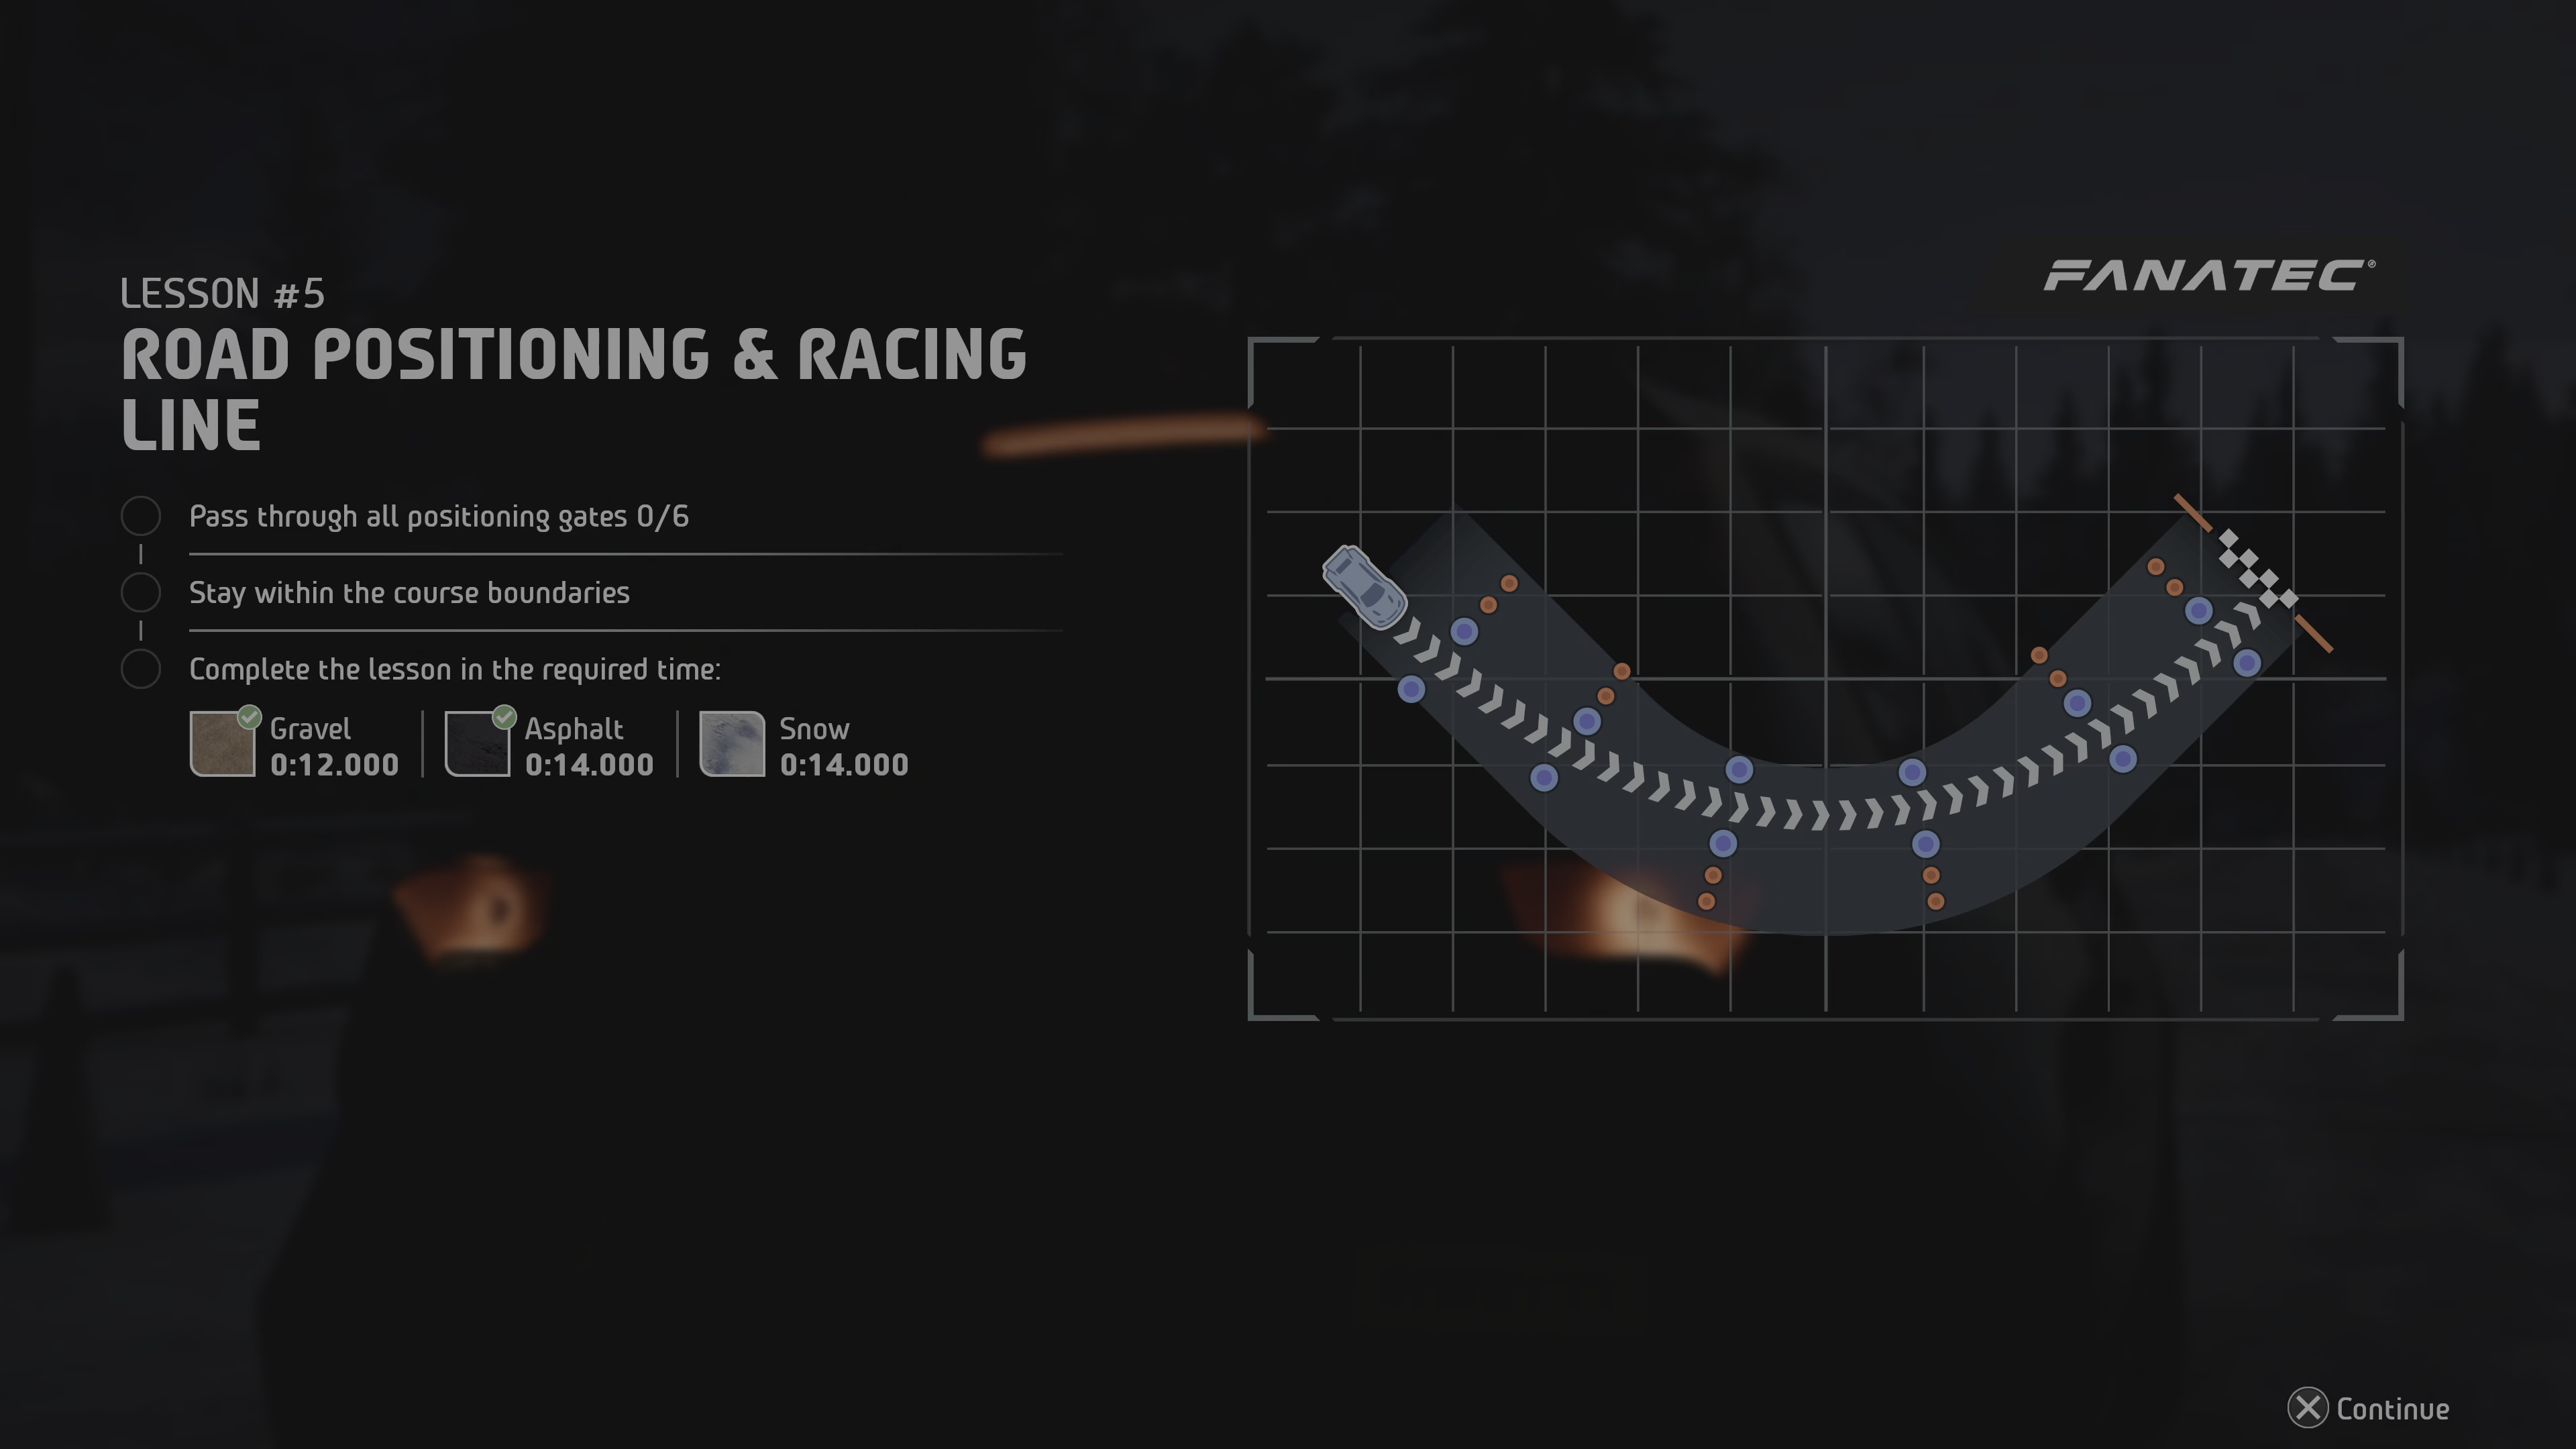 LESSON #5
ROAD POSITIONING & RACING
LINE
Pass through all positioning gates 0/6
Stay within the course boundaries
Complete the lesson in the required time:
Gravel
0:12.000
Asphalt
0:14.000
Snow
0:14.000
FANATEC®
Continue